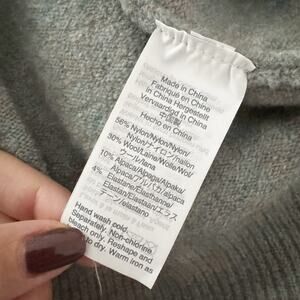 Made in China
Fabriqué en Chine
In China Hergestellt
Vervaardigd in China
中国製
Hecho en China
56% Nylon/Nylon/Nylon/
Nylon/ナイロン/nailon
30% Wool/Laine/Wolle/Wol/
ウール/lana
10% Alpaca/Alpaga/Alpaka/
Alpaca/アルパカ/alpaca
4% Elastane/Élasthanne/
Elastan/Elastaan/エラス
テーン/elastano
Hand wash cold.
Separately. Non-chlorine
bleach only. Reshape and
to dry. Warm iron as